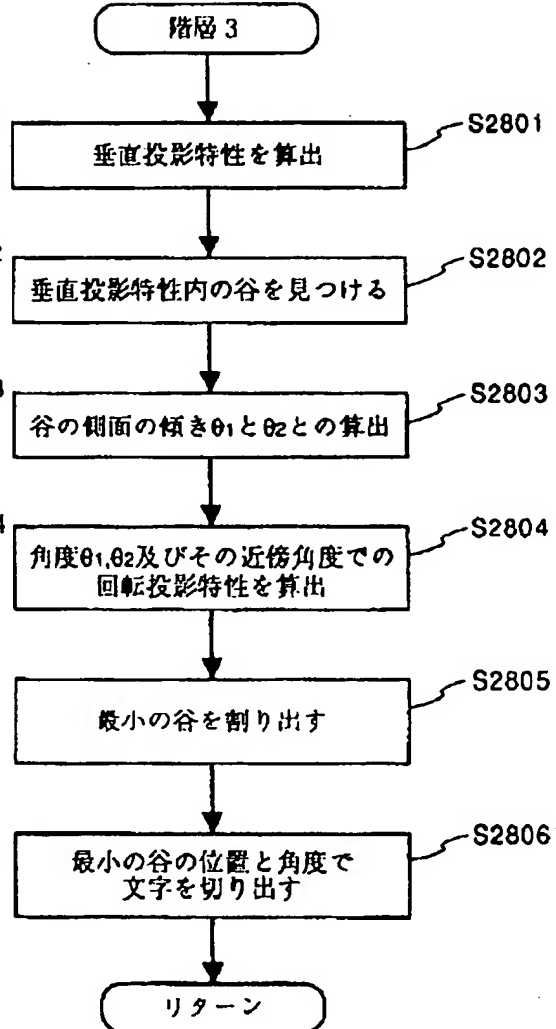 階層 3
S2801
垂直投影特性を算出
S2802
垂直投影特性内の谷を見つける
S2803
谷の側面の傾きθ1とθ2との算出
S2804
角度θ1,θ2及びその近傍角度での
回転投影特性を算出
S2805
最小の谷を割り出す
S2806
最小の谷の位置と角度で
文字を切り出す
リターン